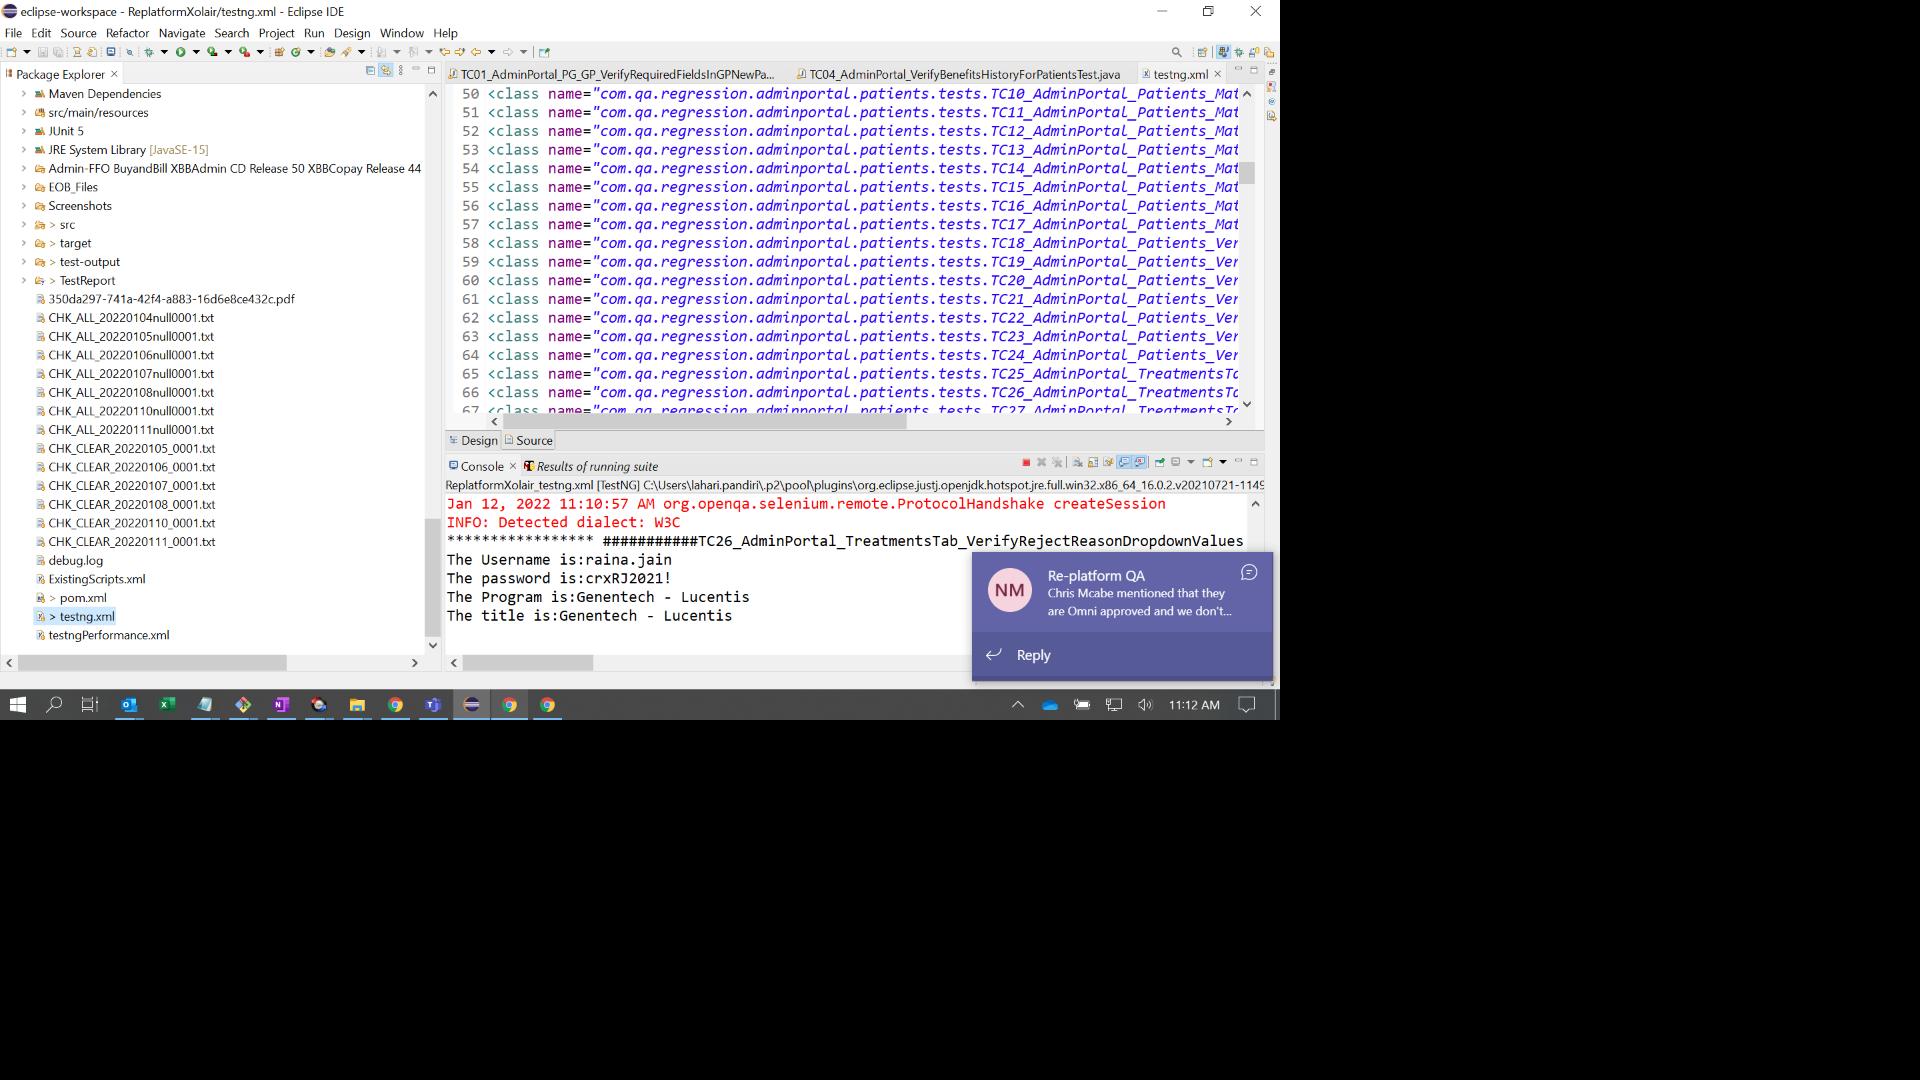 eclipse-workspace - ReplatformXolair/testng.xml - Eclipse IDE
File Edit Source Refactor Navigate Search Project Run Design Window Help
Package Explorer
Maven Dependencies
src/main/resources
JUnit 5
JRE System Library [JavaSE-15]
Admin-FFO BuyandBill XBBAdmin CD Release 50 XBBCopay Release 44
EOB_Files
Screenshots
> src
> target
> test-output
> TestReport
350da297-741a-42f4-a883-16d6e8ce432c.pdf
CHK_ALL_20220104null0001.txt
CHK_ALL_20220105null0001.txt
CHK_ALL_20220106null0001.txt
CHK_ALL_20220107null0001.txt
CHK_ALL_20220108null0001.txt
CHK_ALL_20220110null0001.txt
CHK_ALL_20220111null0001.txt
CHK_CLEAR_20220105_0001.txt
CHK_CLEAR_20220106_0001.txt
CHK_CLEAR_20220107_0001.txt
CHK_CLEAR_20220108_0001.txt
CHK_CLEAR_20220110_0001.txt
CHK_CLEAR_20220111_0001.txt
debug.log
ExistingScripts.xml
> pom.xml
> testng.xml
testngPerformance.xml
TC01_AdminPortal_PG_GP_VerifyRequiredFieldsInGPNewPa... TC04_AdminPortal_VerifyBenefitsHistoryForPatientsTest.java testng.xml
50 <class name="com.qa.regression.adminportal.patients.tests.TC10_AdminPortal_Patients_Mat
51 <class name="com.qa.regression.adminportal.patients.tests.TC11_AdminPortal_Patients_Mat
52 <class name="com.qa.regression.adminportal.patients.tests.TC12_AdminPortal_Patients_Mat
53 <class name="com.qa.regression.adminportal.patients.tests.TC13_AdminPortal_Patients_Mat
54 <class name="com.qa.regression.adminportal.patients.tests.TC14_AdminPortal_Patients_Mat
55 <class name="com.qa.regression.adminportal.patients.tests.TC15_AdminPortal_Patients_Mat
56 <class name="com.qa.regression.adminportal.patients.tests.TC16_AdminPortal_Patients_Mat
57 <class name="com.qa.regression.adminportal.patients.tests.TC17_AdminPortal_Patients_Mat
58 <class name="com.qa.regression.adminportal.patients.tests.TC18_AdminPortal_Patients_Ver
59 <class name="com.qa.regression.adminportal.patients.tests.TC19_AdminPortal_Patients_Ver
60 <class name="com.qa.regression.adminportal.patients.tests.TC20_AdminPortal_Patients_Ver
61 <class name="com.qa.regression.adminportal.patients.tests.TC21_AdminPortal_Patients_Ver
62 <class name="com.qa.regression.adminportal.patients.tests.TC22_AdminPortal_Patients_Ver
63 <class name="com.qa.regression.adminportal.patients.tests.TC23_AdminPortal_Patients_Ver
64 <class name="com.qa.regression.adminportal.patients.tests.TC24_AdminPortal_Patients_Ver
65 <class name="com.qa.regression.adminportal.patients.tests.TC25_AdminPortal_TreatmentsTa
66 <class name="com.qa.regression.adminportal.patients.tests.TC26_AdminPortal_TreatmentsTa
67 <class name="com.qa.regression.adminportal.patients.tests.TC27_AdminPortal_TreatmentsTa
Design Source
Console Results of running suite
ReplatformXolair_testng.xml [TestNG] C:\Users\lahari.pandiri\.p2\pool\plugins\org.eclipse.justj.openjdk.hotspot.jre.full.win32.x86_64_16.0.2.v20210721-1149
Jan 12, 2022 11:10:57 AM org.openqa.selenium.remote.ProtocolHandshake createSession
INFO: Detected dialect: W3C
***************** ###########TC26_AdminPortal_TreatmentsTab_VerifyRejectReasonDropdownValues
The Username is:raina.jain
The password is:crxRJ2021!
The Program is:Genentech - Lucentis
The title is:Genentech - Lucentis
NM
Re-platform QA
Chris Mcabe mentioned that they
are Omni approved and we don't...
Reply
11:12 AM